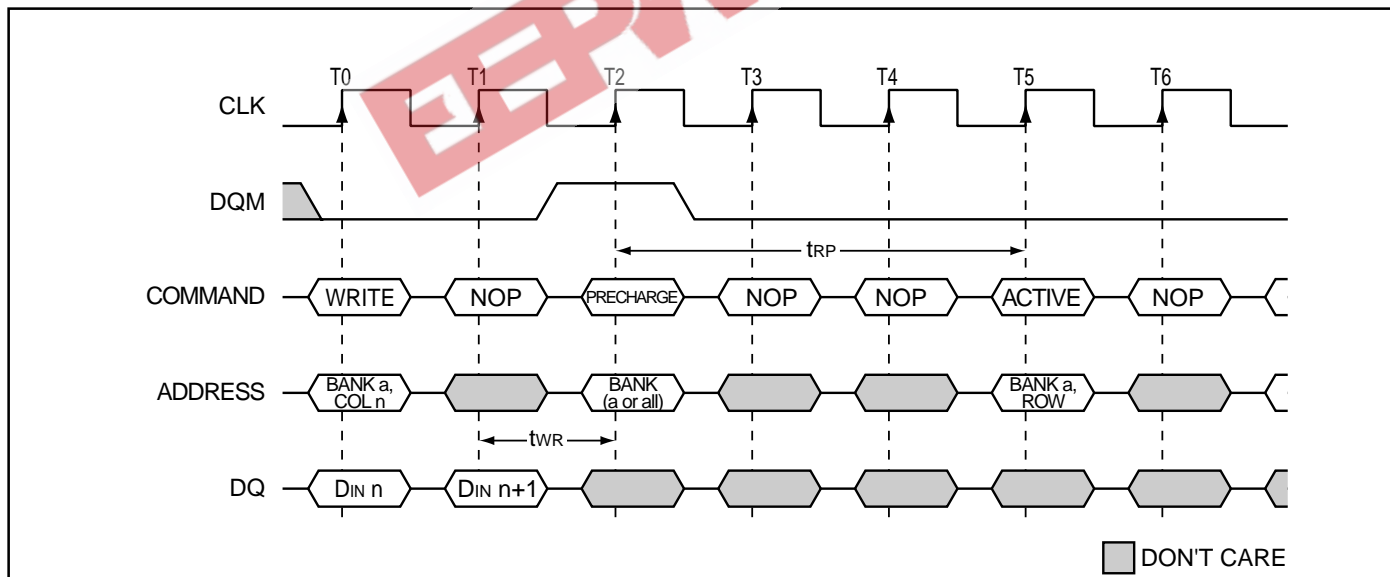 T0 T1 T2 T3 T4 T5 T6
CLK
DQM
tRP
COMMAND WRITE NOP PRECHARGE NOP NOP ACTIVE NOP
ADDRESS BANK a, COL n BANK (a or all) BANK a, ROW
tWR
DQ DIN n DIN n+1
DON'T CARE